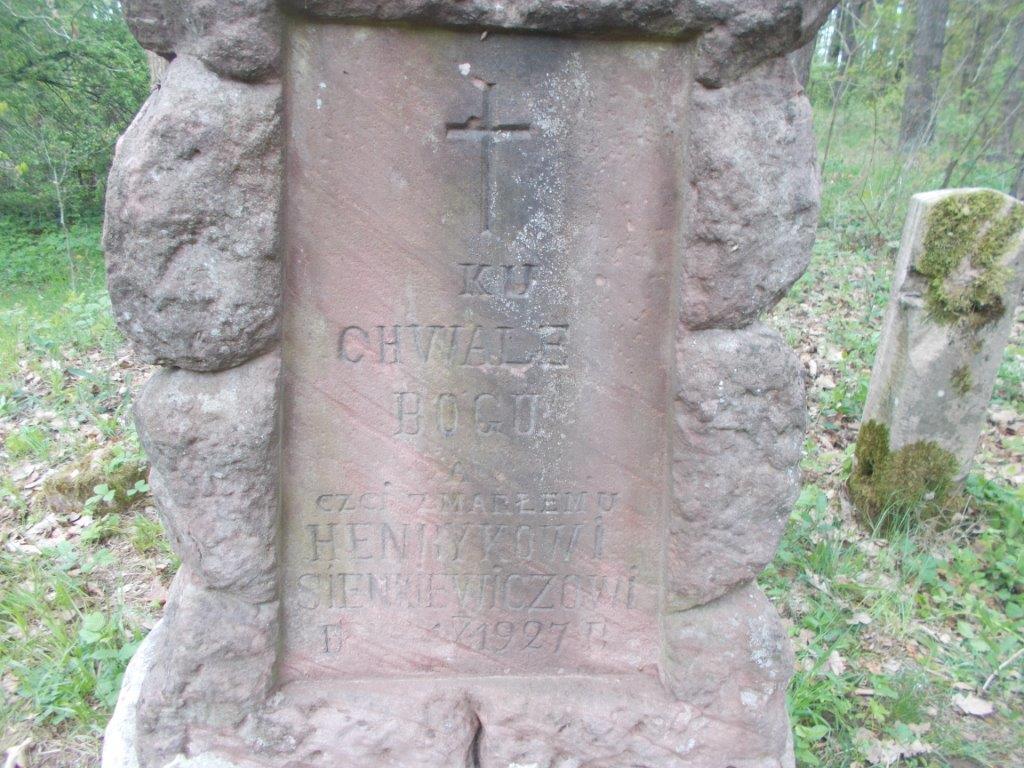 KU
CHWALE
BOGU
A
CZCI ZMARŁEMU
HENRYKOWI
SIENKIEWICZOWI
D 1927 R